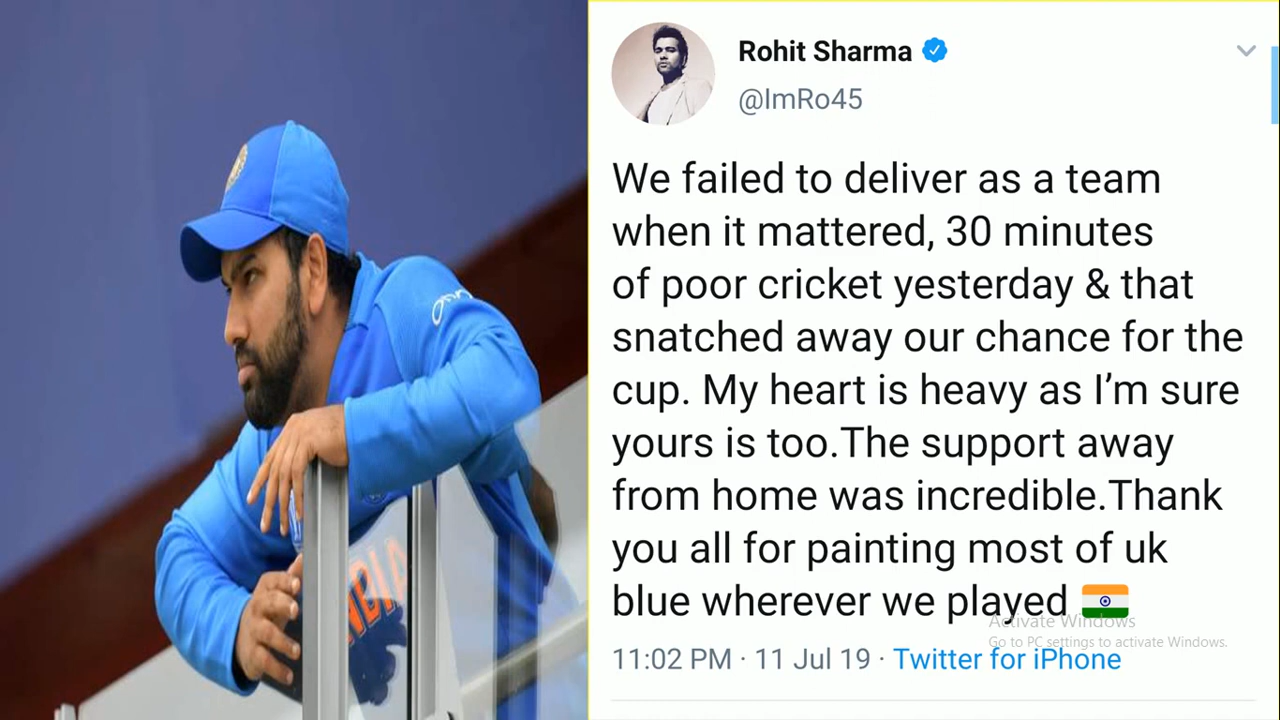 Rohit Sharma
@ImRo45
We failed to deliver as a team
when it mattered, 30 minutes
of poor cricket yesterday & that
snatched away our chance for the
cup. My heart is heavy as I’m sure
yours is too.The support away
from home was incredible.Thank
you all for painting most of uk
blue wherever we played 🇮🇳
Activate Windows
Go to PC settings to activate Windows.
11:02 PM · 11 Jul 19 · Twitter for iPhone
INDIA